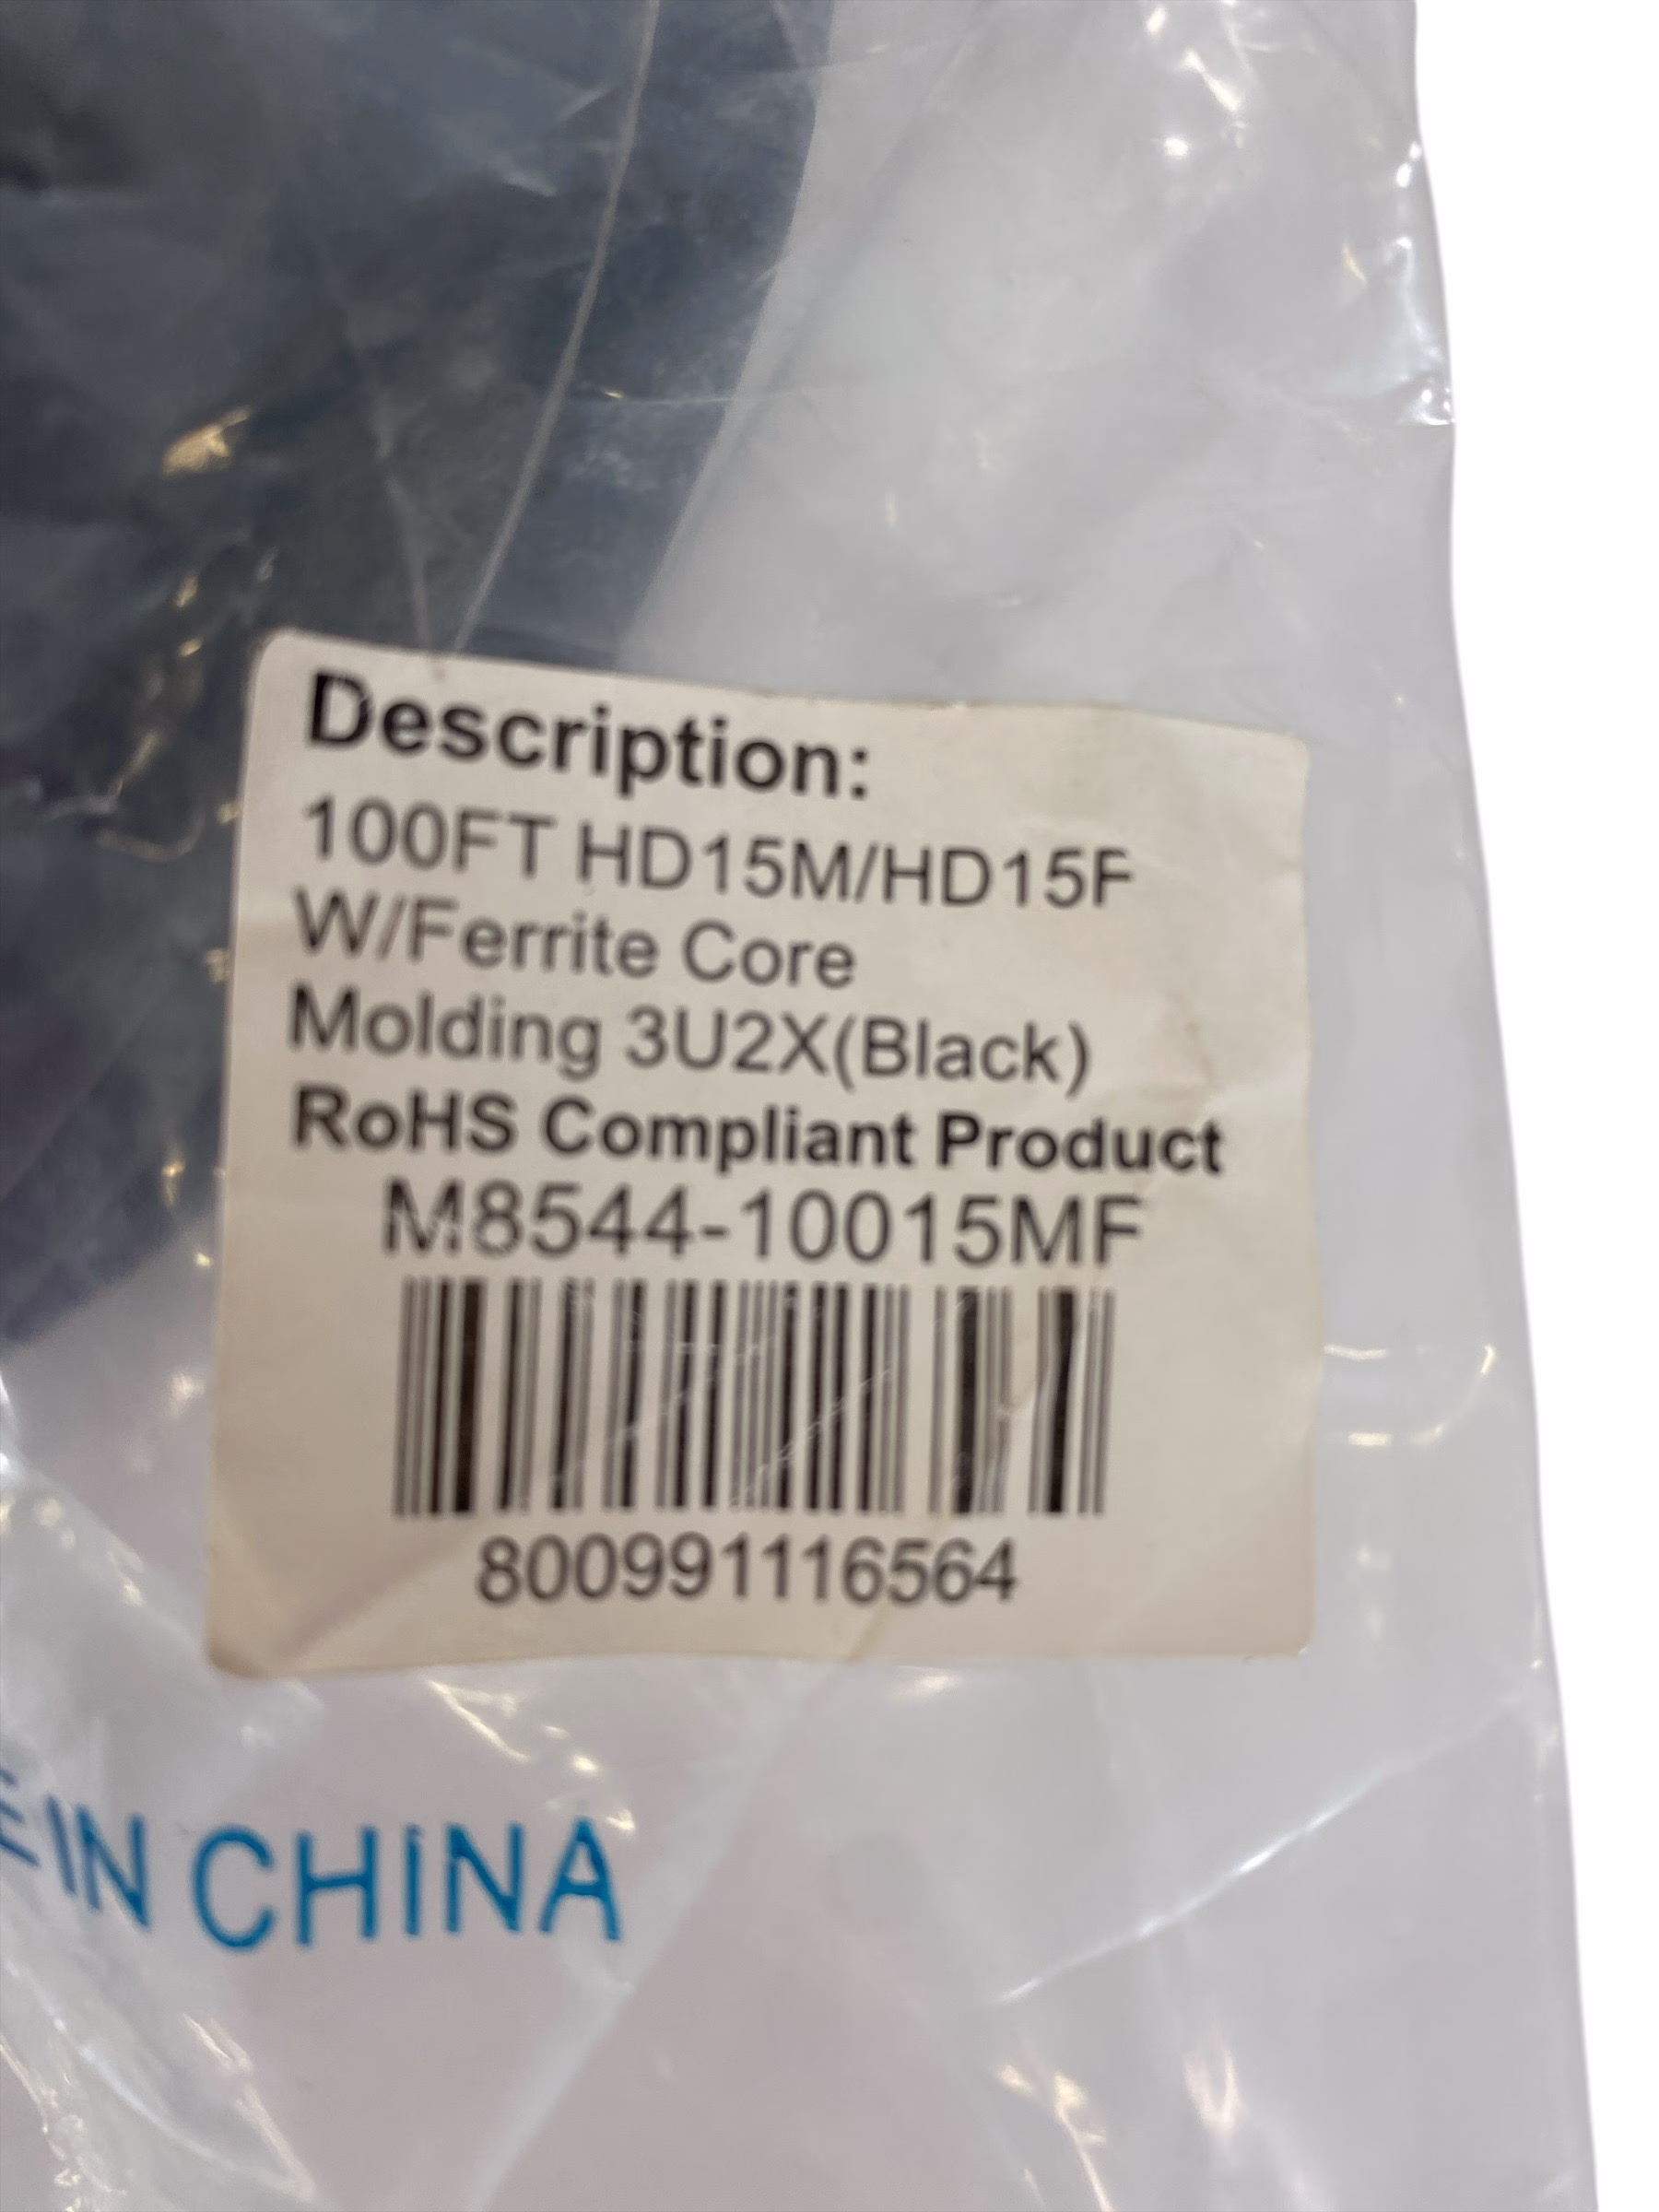 Description:
100FT HD15M/HD15F
W/Ferrite Core
Molding 3U2X(Black)
RoHS Compliant Product
M8544-10015MF
800991116564
IN CHINA